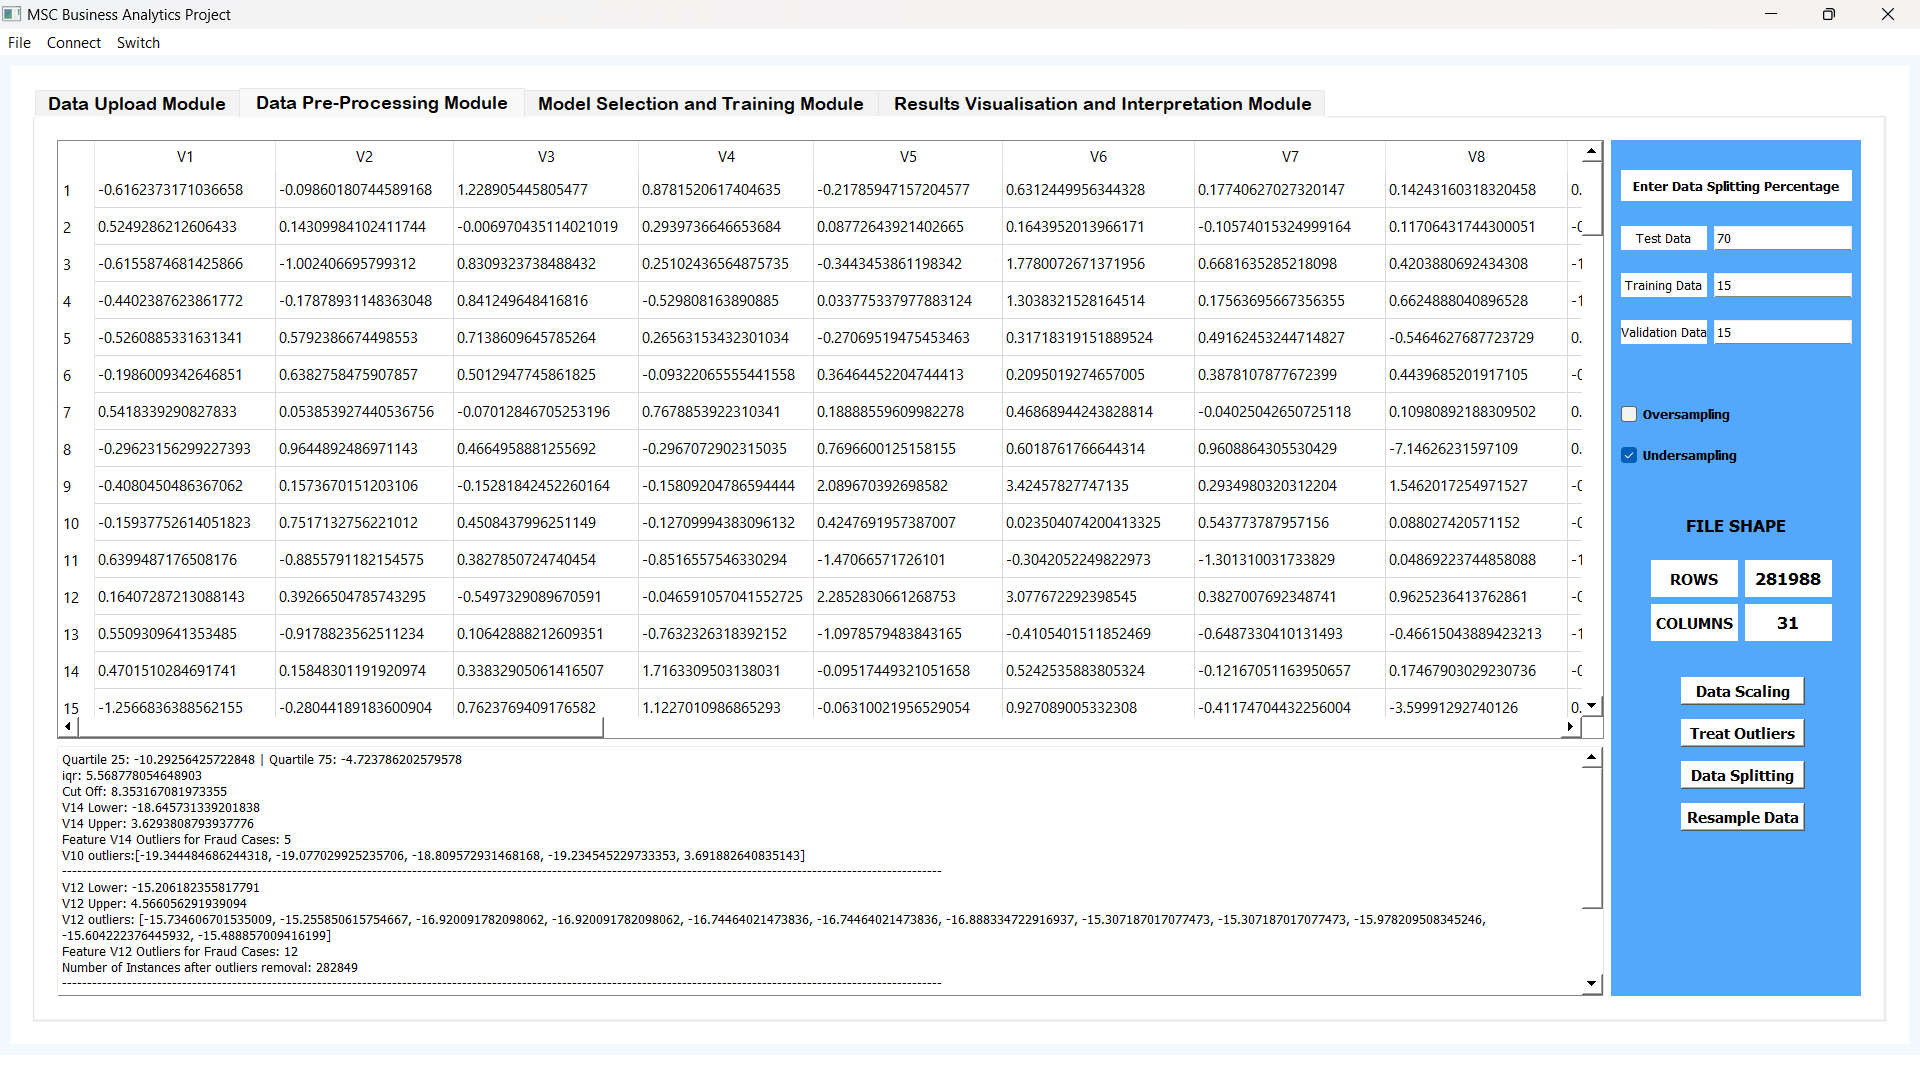 MSC Business Analytics Project
File Connect Switch
Data Upload Module Data Pre-Processing Module Model Selection and Training Module Results Visualisation and Interpretation Module
V1 V2 V3 V4 V5 V6 V7 V8
1 -0.6162373171036658 -0.09860180744589168 1.228905445805477 0.8781520617404635 -0.21785947157204577 0.6312449956344328 0.17740627027320147 0.14243160318320458 0.
2 0.5249286212606433 0.14309984102411744 -0.006970435114021019 0.2939736646653684 0.08772643921402665 0.1643952013966171 -0.10574015324999164 0.11706431744300051 -0
3 -0.6155874681425866 -1.002406695799312 0.8309323738488432 0.25102436564875735 -0.3443453861198342 1.7780072671371956 0.6681635285218098 0.4203880692434308 -1
4 -0.4402387623861772 -0.17878931148363048 0.841249648416816 -0.529808163890885 0.033775337977883124 1.3038321528164514 0.17563695667356355 0.6624888040896528 -1
5 -0.5260885331631341 0.5792386674498553 0.7138609645785264 0.26563153432301034 -0.27069519475453463 0.31718319151889524 0.49162453244714827 -0.5464627687723729 0.
6 -0.1986009342646851 0.6382758475907857 0.5012947745861825 -0.09322065555441558 0.36464452204744413 0.2095019274657005 0.3878107877672399 0.4439685201917105 -0
7 0.5418339290827833 0.053853927440536756 -0.07012846705253196 0.7678853922310341 0.18888559609982278 0.46868944243828814 -0.04025042650725118 0.10980892188309502 0.
8 -0.29623156299227393 0.9644892486971143 0.4664958881255692 -0.2967072902315035 0.7696600125158155 0.6018761766644314 0.9608864305530429 -7.14626231597109 0.
9 -0.4080450486367062 0.1573670151203106 -0.15281842452260164 -0.15809204786594444 2.089670392698582 3.42457827747135 0.2934980320312204 1.5462017254971527 -0
10 -0.15937752614051823 0.7517132756221012 0.4508437996251149 -0.12709994383096132 0.4247691957387007 0.023504074200413325 0.543773787957156 0.088027420571152 -0
11 0.6399487176508176 -0.8855791182154575 0.3827850724740454 -0.8516557546330294 -1.47066571726101 -0.3042052249822973 -1.301310031733829 0.04869223744858088 -1
12 0.16407287213088143 0.39266504785743295 -0.5497329089670591 -0.046591057041552725 2.2852830661268753 3.077672292398545 0.3827007692348741 0.9625236413762861 -0
13 0.5509309641353485 -0.9178823562511234 0.10642888212609351 -0.7632326318392152 -1.0978579483843165 -0.4105401511852469 -0.6487330410131493 -0.46615043889423213 -1
14 0.4701510284691741 0.15848301191920974 0.33832905061416507 1.7163309503138031 -0.09517449321051658 0.5242535883805324 -0.12167051163950657 0.17467903029230736 -0
15 -1.2566836388562155 -0.28044189183600904 0.7623769409176582 1.1227010986865293 -0.06310021956529054 0.927089005332308 -0.41174704432256004 -3.59991292740126 0.
Quartile 25: -10.29256425722848 | Quartile 75: -4.723786202579578
iqr: 5.568778054648903
Cut Off: 8.353167081973355
V14 Lower: -18.645731339201838
V14 Upper: 3.6293808793937776
Feature V14 Outliers for Fraud Cases: 5
V10 outliers:[-19.344484686244318, -19.077029925235706, -18.809572931468168, -19.234545229733353, 3.691882640835143]
V12 Lower: -15.206182355817791
V12 Upper: 4.566056291939094
V12 outliers: [-15.734606701535009, -15.255850615754667, -16.920091782098062, -16.920091782098062, -16.74464021473836, -16.74464021473836, -16.888334722916937, -15.307187017077473, -15.307187017077473, -15.978209508345246,
-15.604222376445932, -15.488857009416199]
Feature V12 Outliers for Fraud Cases: 12
Number of Instances after outliers removal: 282849
Enter Data Splitting Percentage
Test Data 70
Training Data 15
Validation Data 15
Oversampling
Undersampling
FILE SHAPE
ROWS 281988
COLUMNS 31
Data Scaling
Treat Outliers
Data Splitting
Resample Data